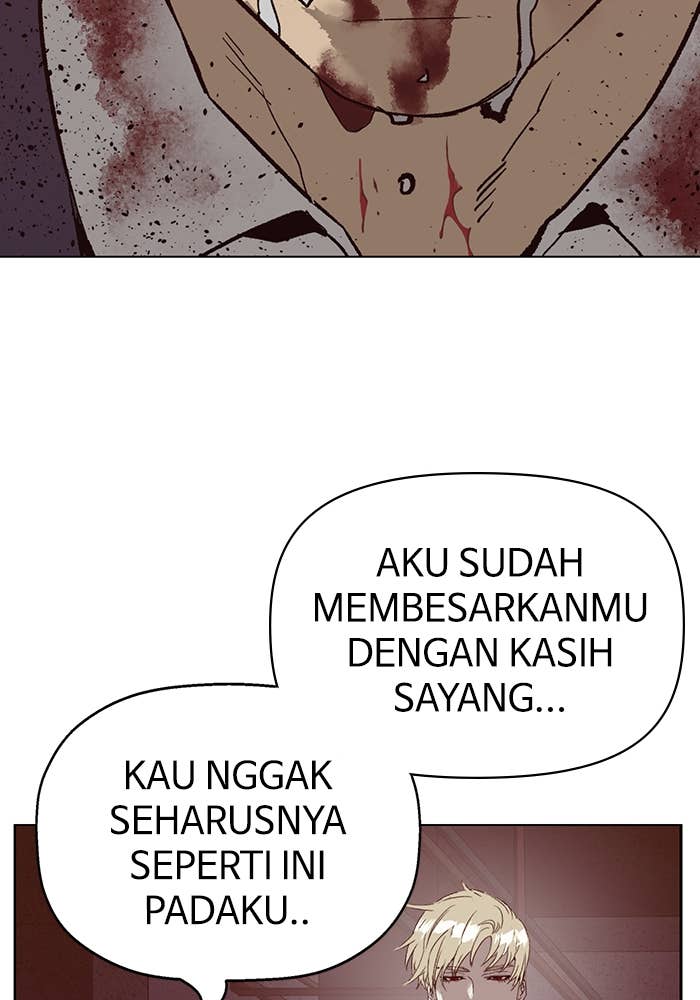 AKU SUDAH
MEMBESARKANMU
DENGAN KASIH
SAYANG...
KAU NGGAK
SEHARUSNYA
SEPERTI INI
PADAKU..